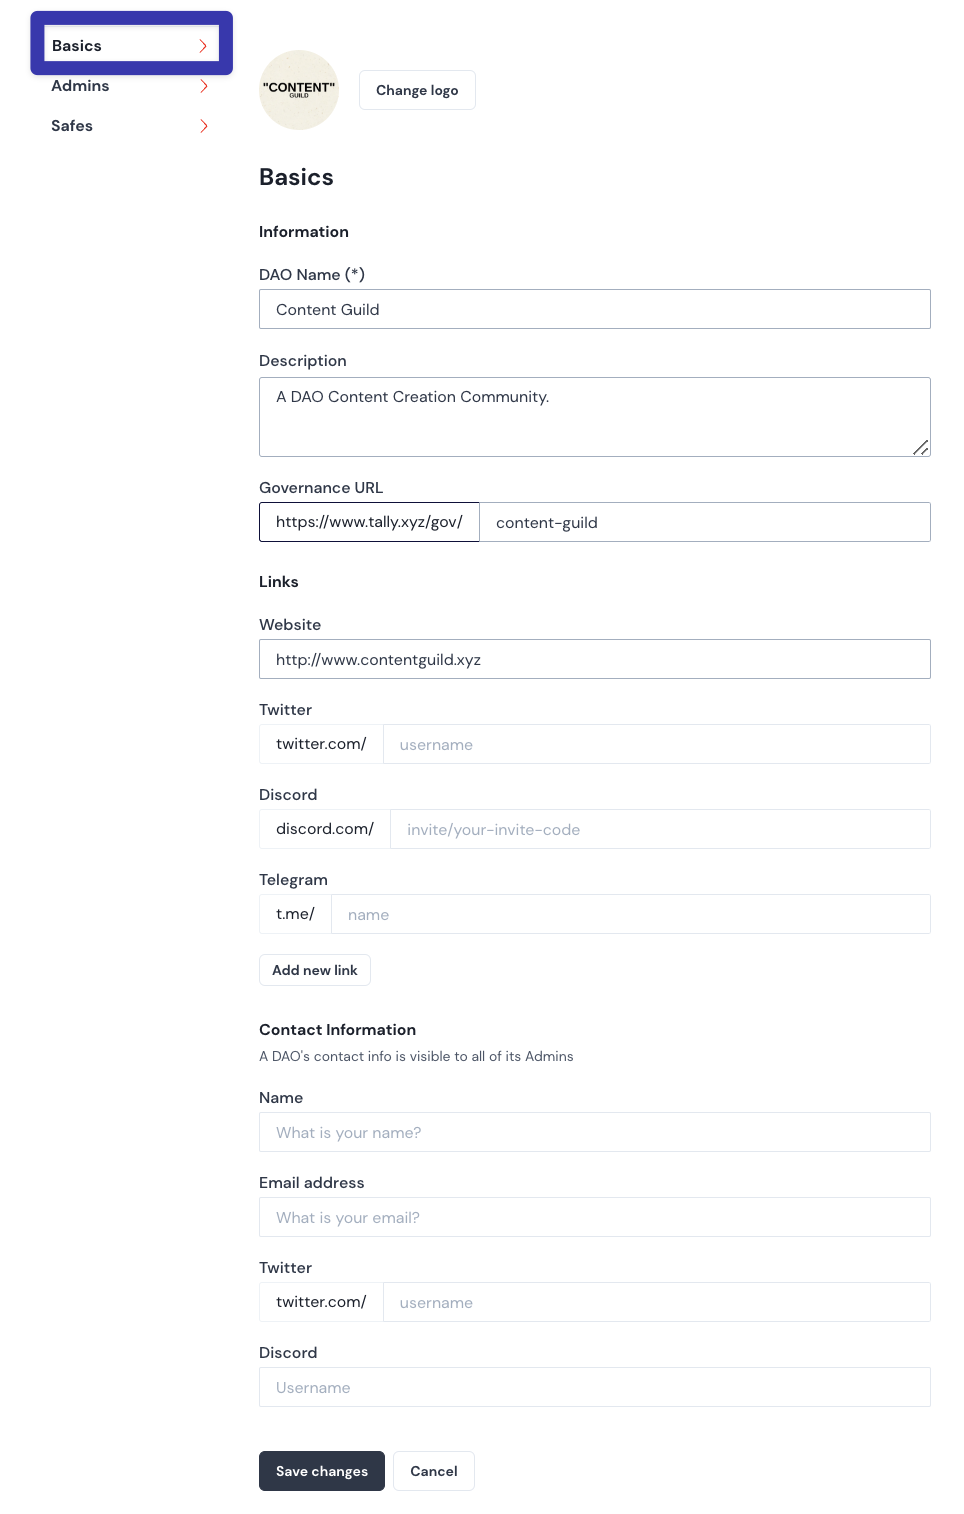 Basics
Admins
Safes
"CONTENT"
GUILD
Change logo
Basics
Information
DAO Name (*)
Content Guild
Description
A DAO Content Creation Community.
Governance URL
https://www.tally.xyz/gov/ content-guild
Links
Website
http://www.contentguild.xyz
Twitter
twitter.com/ username
Discord
discord.com/ invite/your-invite-code
Telegram
t.me/ name
Add new link
Contact Information
A DAO's contact info is visible to all of its Admins
Name
What is your name?
Email address
What is your email?
Twitter
twitter.com/ username
Discord
Username
Save changes Cancel